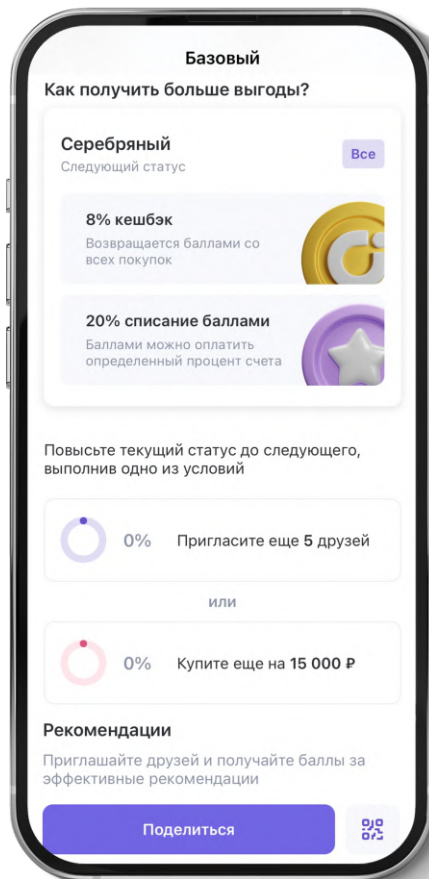 Базовый
Как получить больше выгоды?
Серебряный
Все
Следующий статус
8% кешбэк
Возвращается баллами со
всех покупок
20% списание баллами
Баллами можно оплатить
определенный процент счета
Повысьте текущий статус до следующего,
выполнив одно из условий
0% Пригласите еще 5 друзей
или
0% Купите еще на 15 000 ₽
Рекомендации
Приглашайте друзей и получайте баллы за
эффективные рекомендации
Поделиться